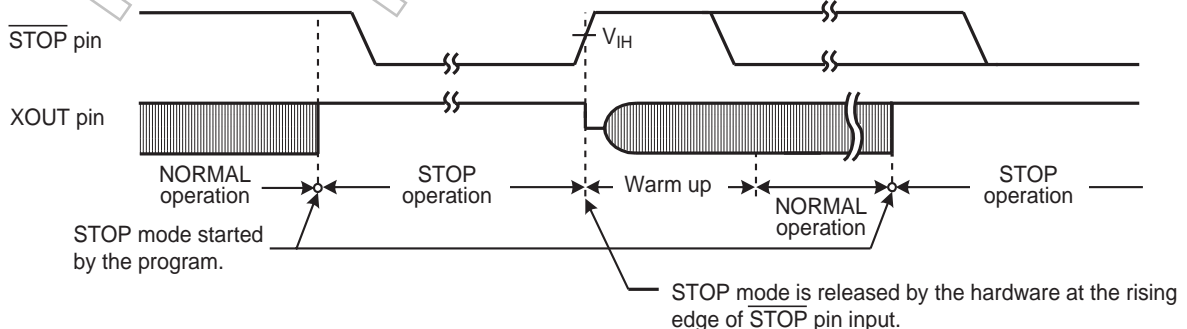 STOP pin
VIH
XOUT pin
NORMAL
operation
STOP
operation
Warm up
NORMAL
operation
STOP
operation
STOP mode started
by the program.
STOP mode is released by the hardware at the rising
edge of STOP pin input.